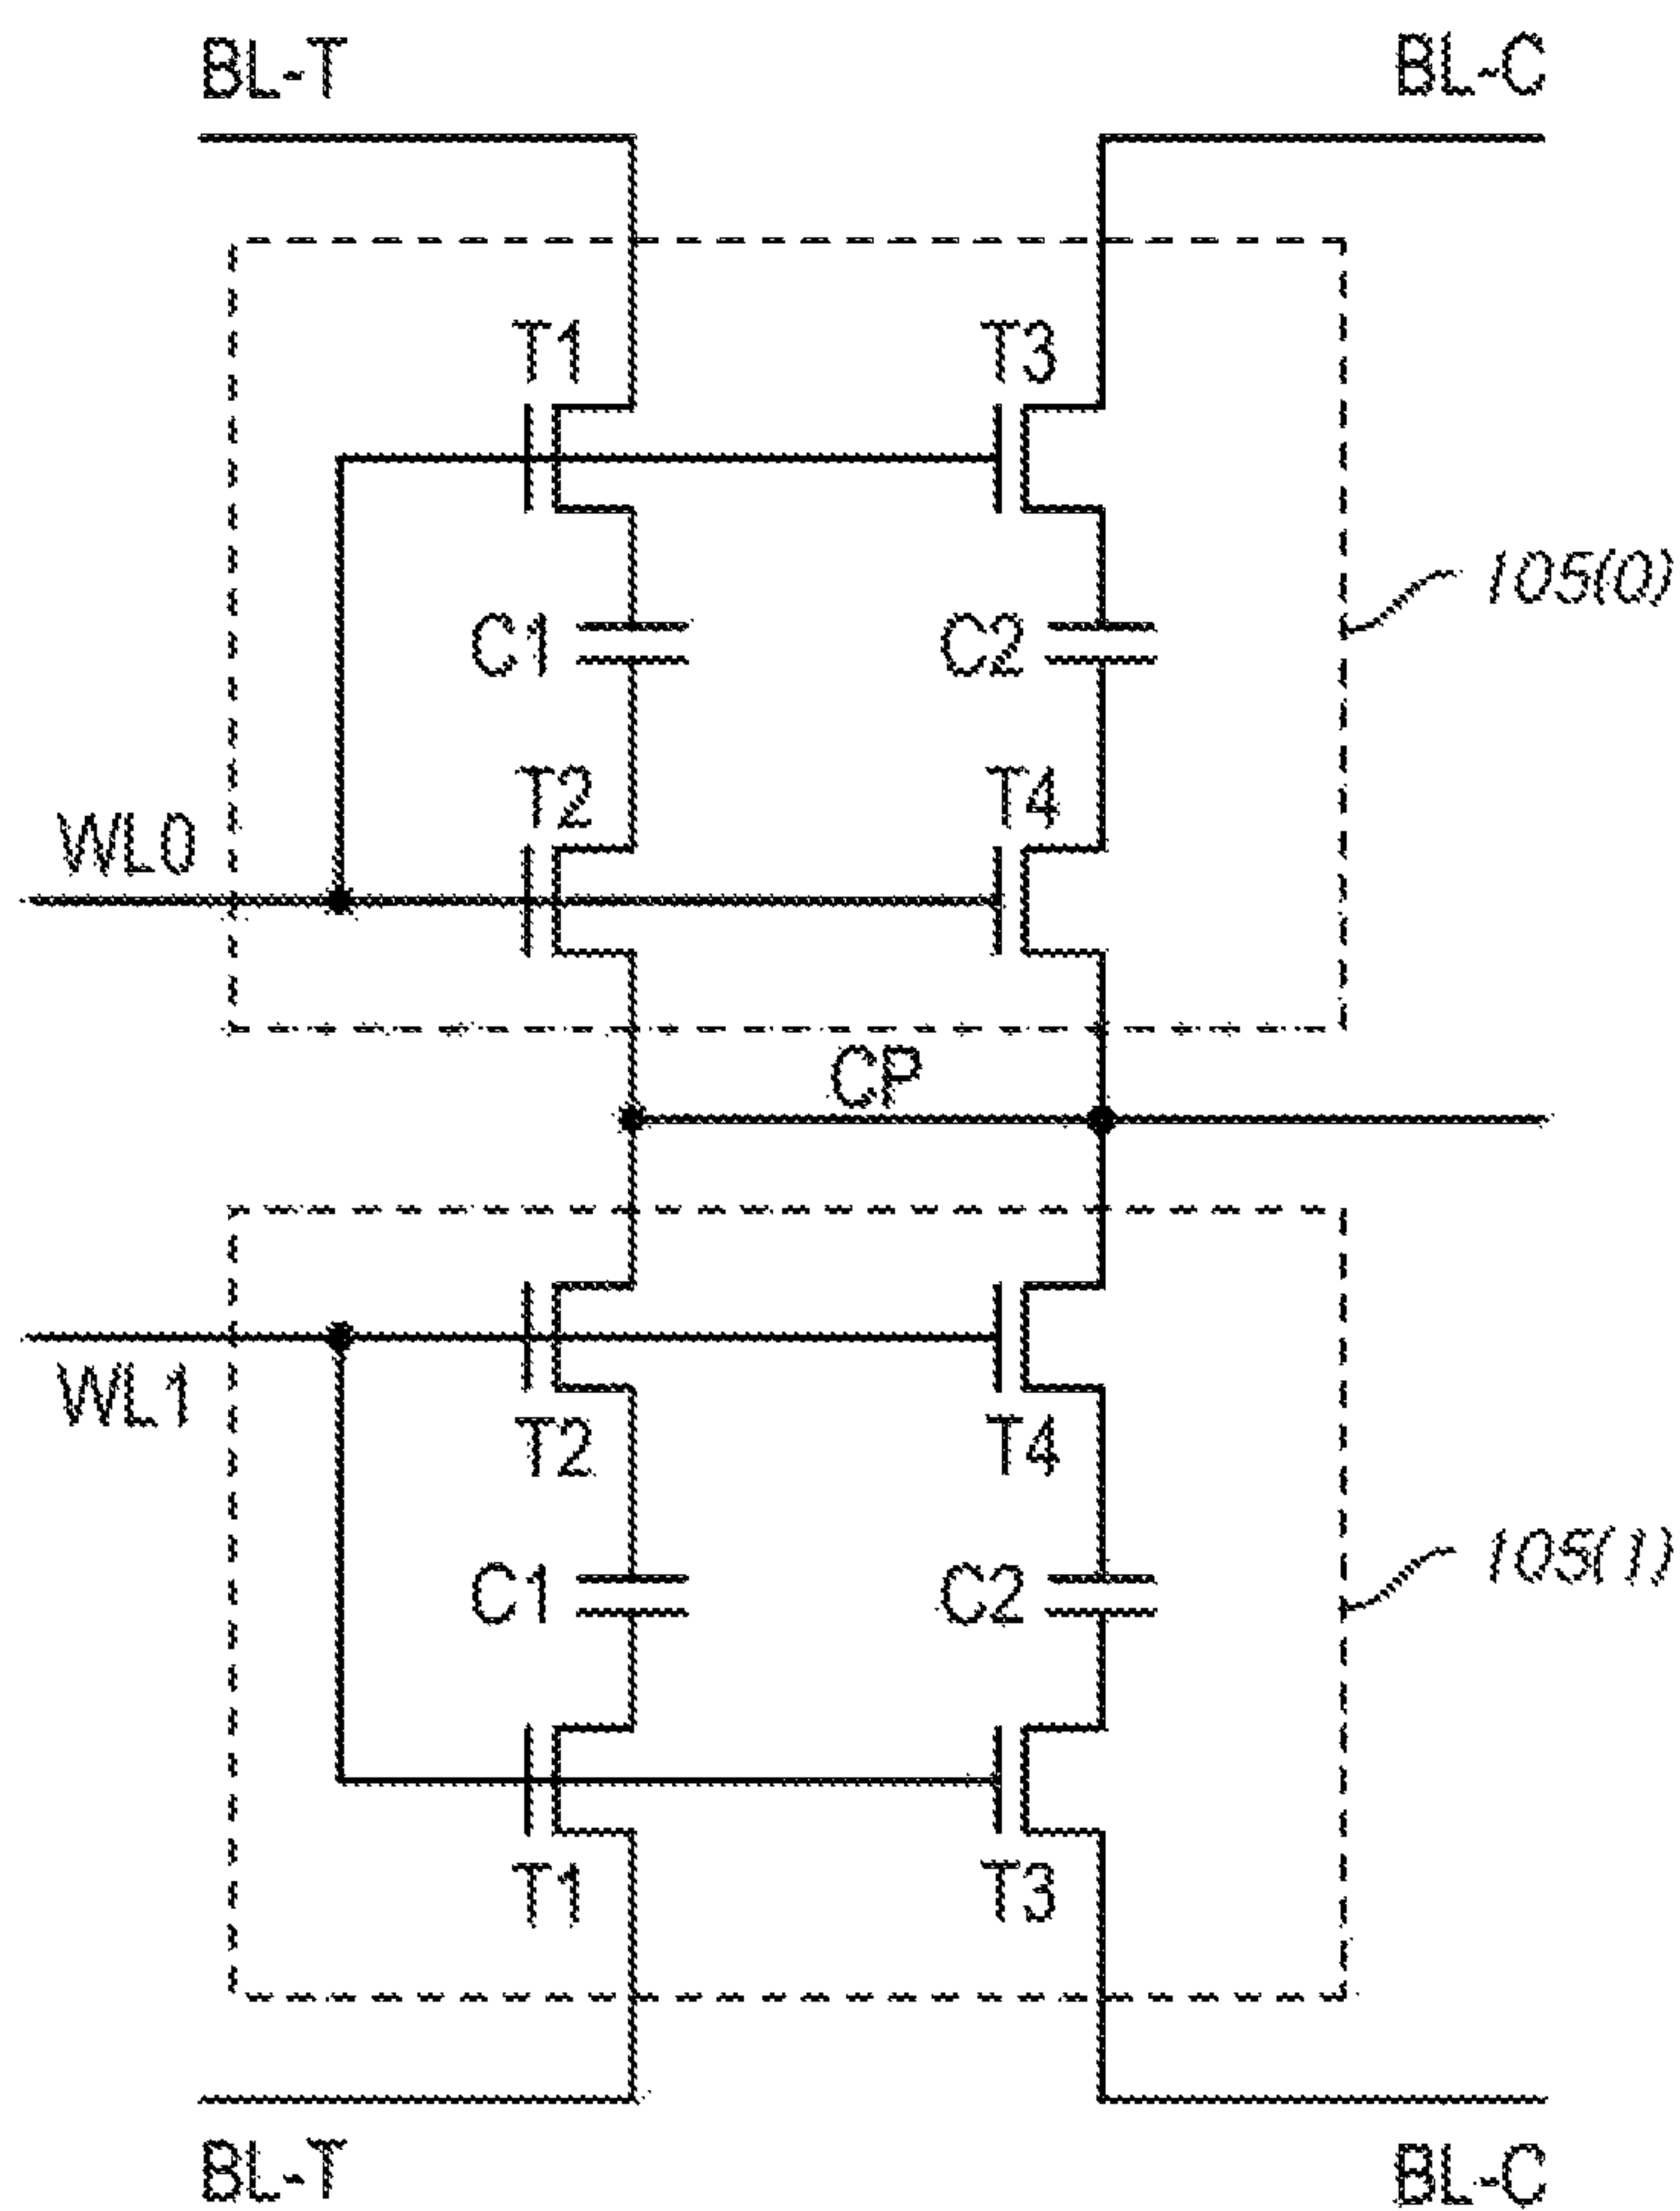 BL-T BL-C
T1 T3
105(0)
C1 C2
T2 T4
WL0
CP
WL1
T2 T4
105(1)
C1 C2
T1 T3
BL-T BL-C